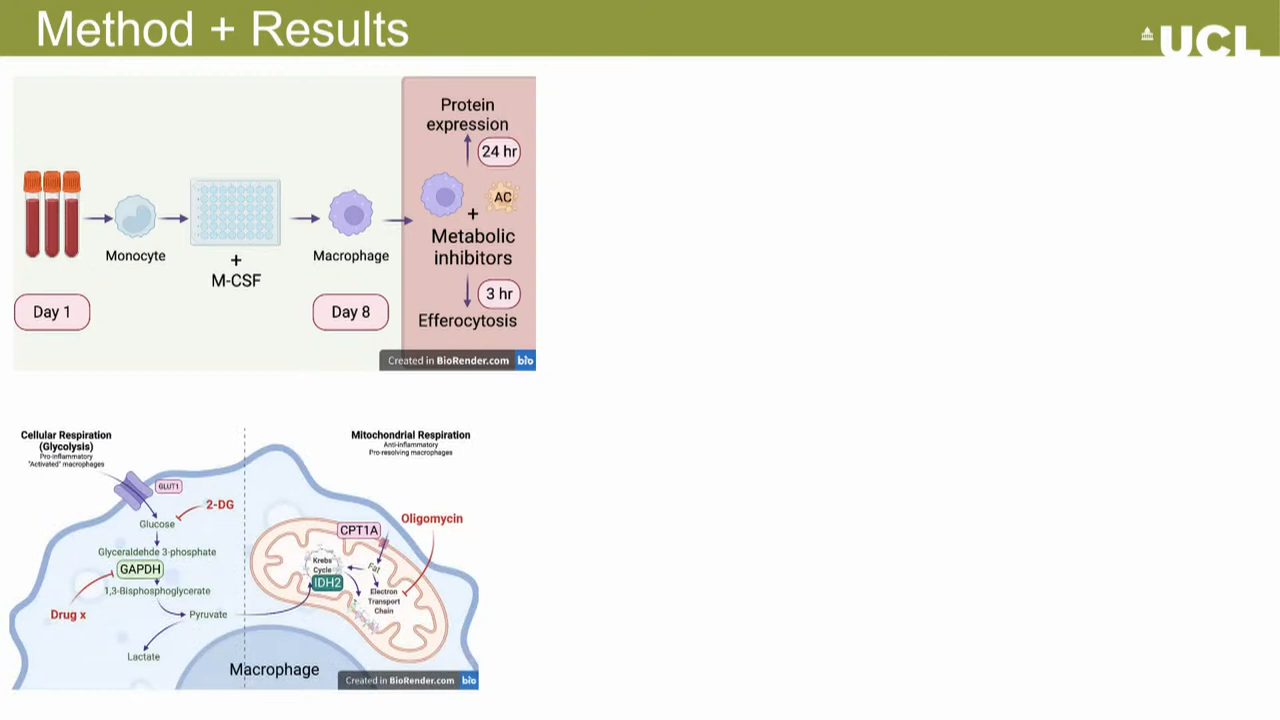 Method + Results
UCL
Protein
expression
24 hr
AC
+
Metabolic
inhibitors
3 hr
Efferocytosis
Monocyte
+
M-CSF
Macrophage
Day 1
Day 8
Created in BioRender.com bio
Cellular Respiration
(Glycolysis)
Pro-inflammatory
"Activated" macrophages
Mitochondrial Respiration
Anti-inflammatory
Pro-resolving macrophages
GLUT1
2-DG
Glucose
Glyceraldehde 3-phosphate
GAPDH
1,3-Bisphosphoglycerate
Drug x
Pyruvate
Lactate
Oligomycin
CPT1A
Krebs
Cycle
IDH2
Fat
Electron
Transport
Chain
Macrophage
Created in BioRender.com bio